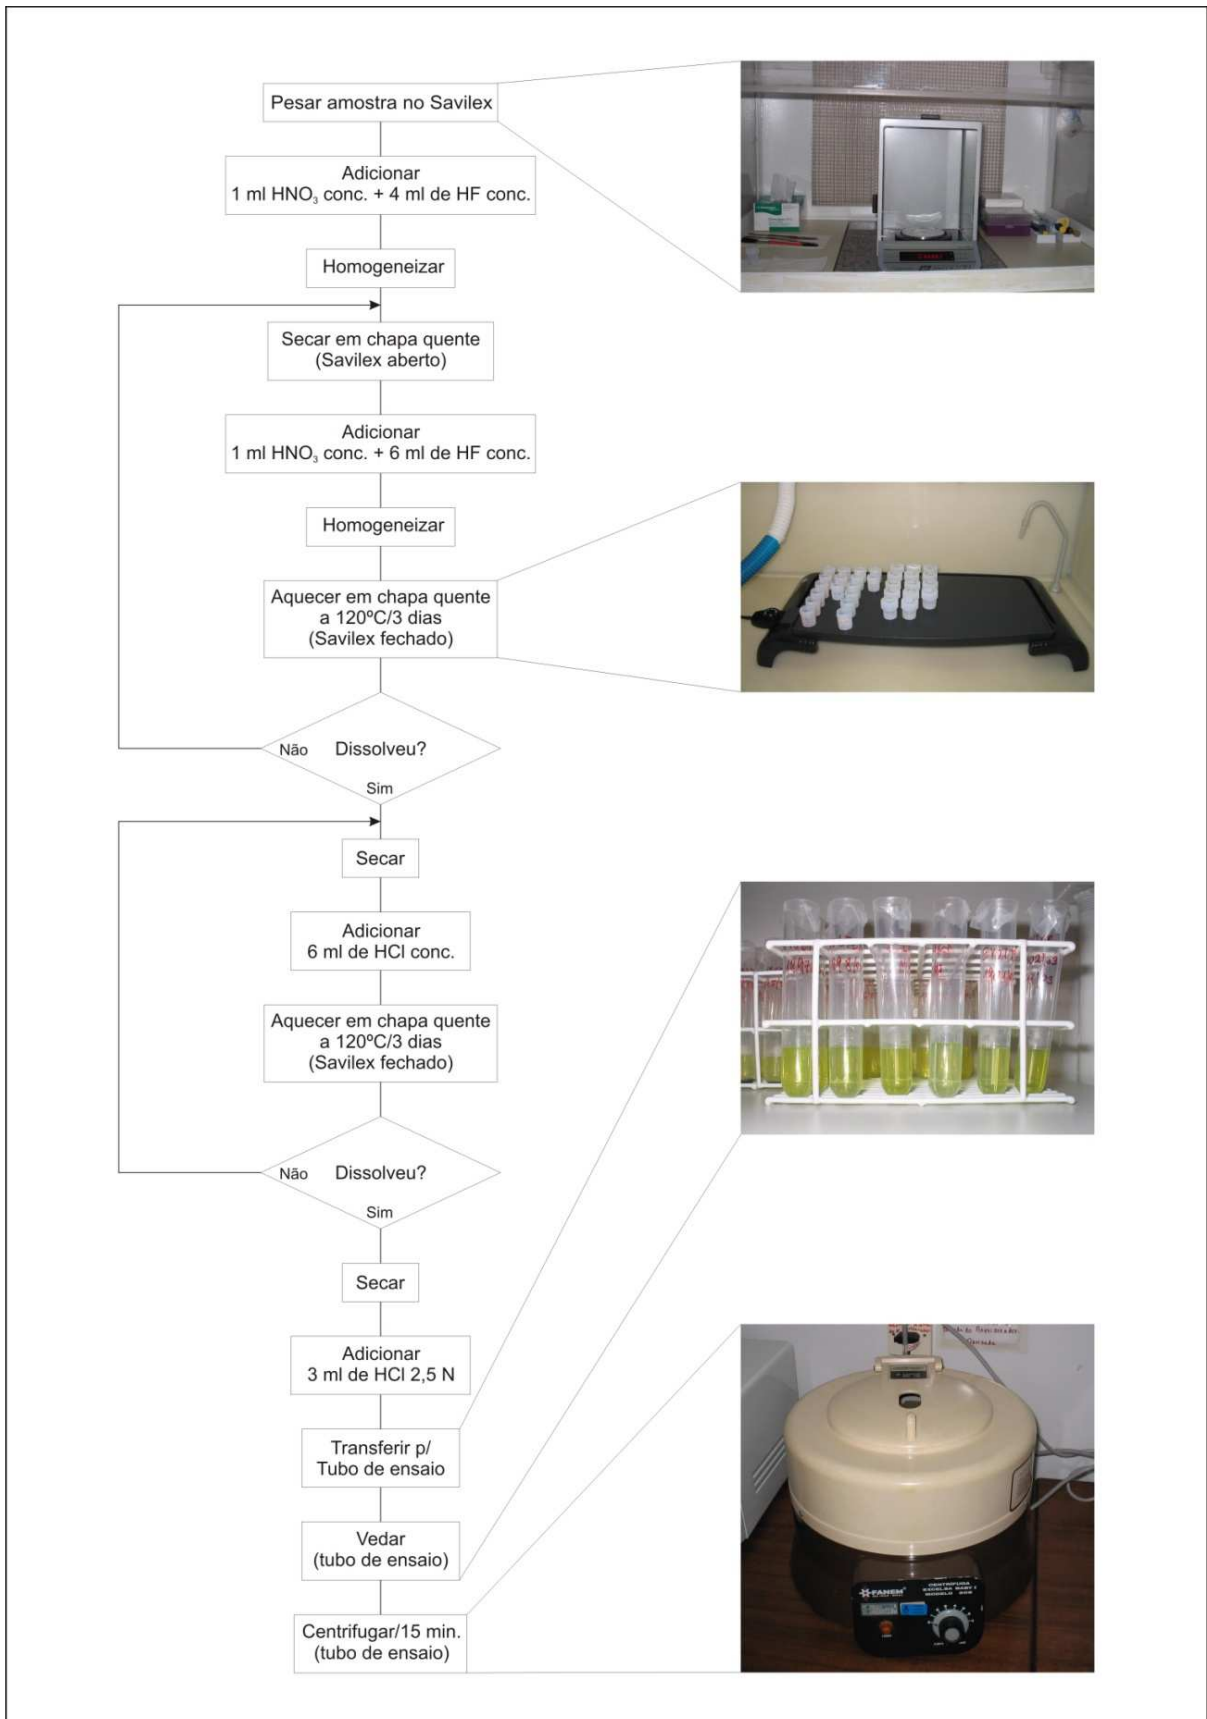 Pesar amostra no Savilex
Adicionar
1 ml HNO₃ conc. + 4 ml de HF conc.
Homogeneizar
Secar em chapa quente
(Savilex aberto)
Adicionar
1 ml HNO₃ conc. + 6 ml de HF conc.
Homogeneizar
Aquecer em chapa quente
a 120ºC/3 dias
(Savilex fechado)
Não Dissolveu?
Sim
Secar
Adicionar
6 ml de HCl conc.
Aquecer em chapa quente
a 120ºC/3 dias
(Savilex fechado)
Não Dissolveu?
Sim
Secar
Adicionar
3 ml de HCl 2,5 N
Transferir p/
Tubo de ensaio
Vedar
(tubo de ensaio)
Centrifugar/15 min.
(tubo de ensaio)
FANEM
CENTRIFUGA
EXCELSA BABY I
MODELO